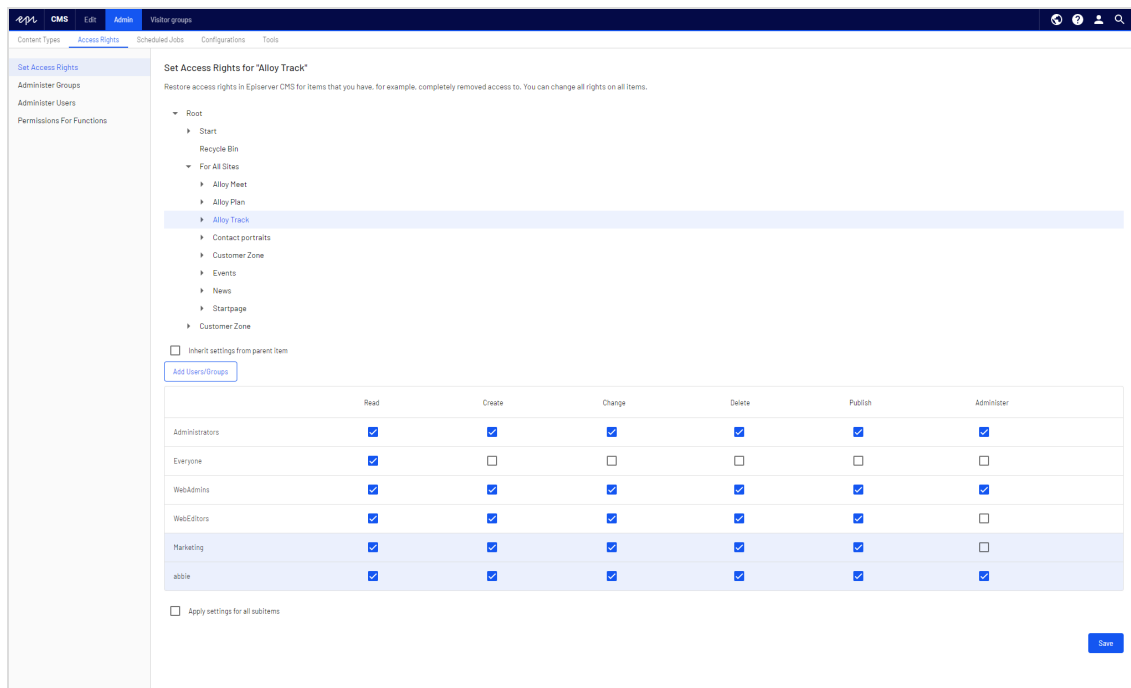 epi CMS Edit Admin Visitor groups
Content Types Access Rights Scheduled Jobs Configurations Tools
Set Access Rights
Administer Groups
Administer Users
Permissions For Functions
Set Access Rights for "Alloy Track"
Restore access rights in Episerver CMS for items that you have, for example, completely removed access to. You can change all rights on all items.
Root
Start
Recycle Bin
For All Sites
Alloy Meet
Alloy Plan
Alloy Track
Contact portraits
Customer Zone
Events
News
Startpage
Customer Zone
Inherit settings from parent item
Add Users/Groups
Read Create Change Delete Publish Administer
Administrators
Everyone
WebAdmins
WebEditors
Marketing
abbie
Apply settings for all subitems
Save